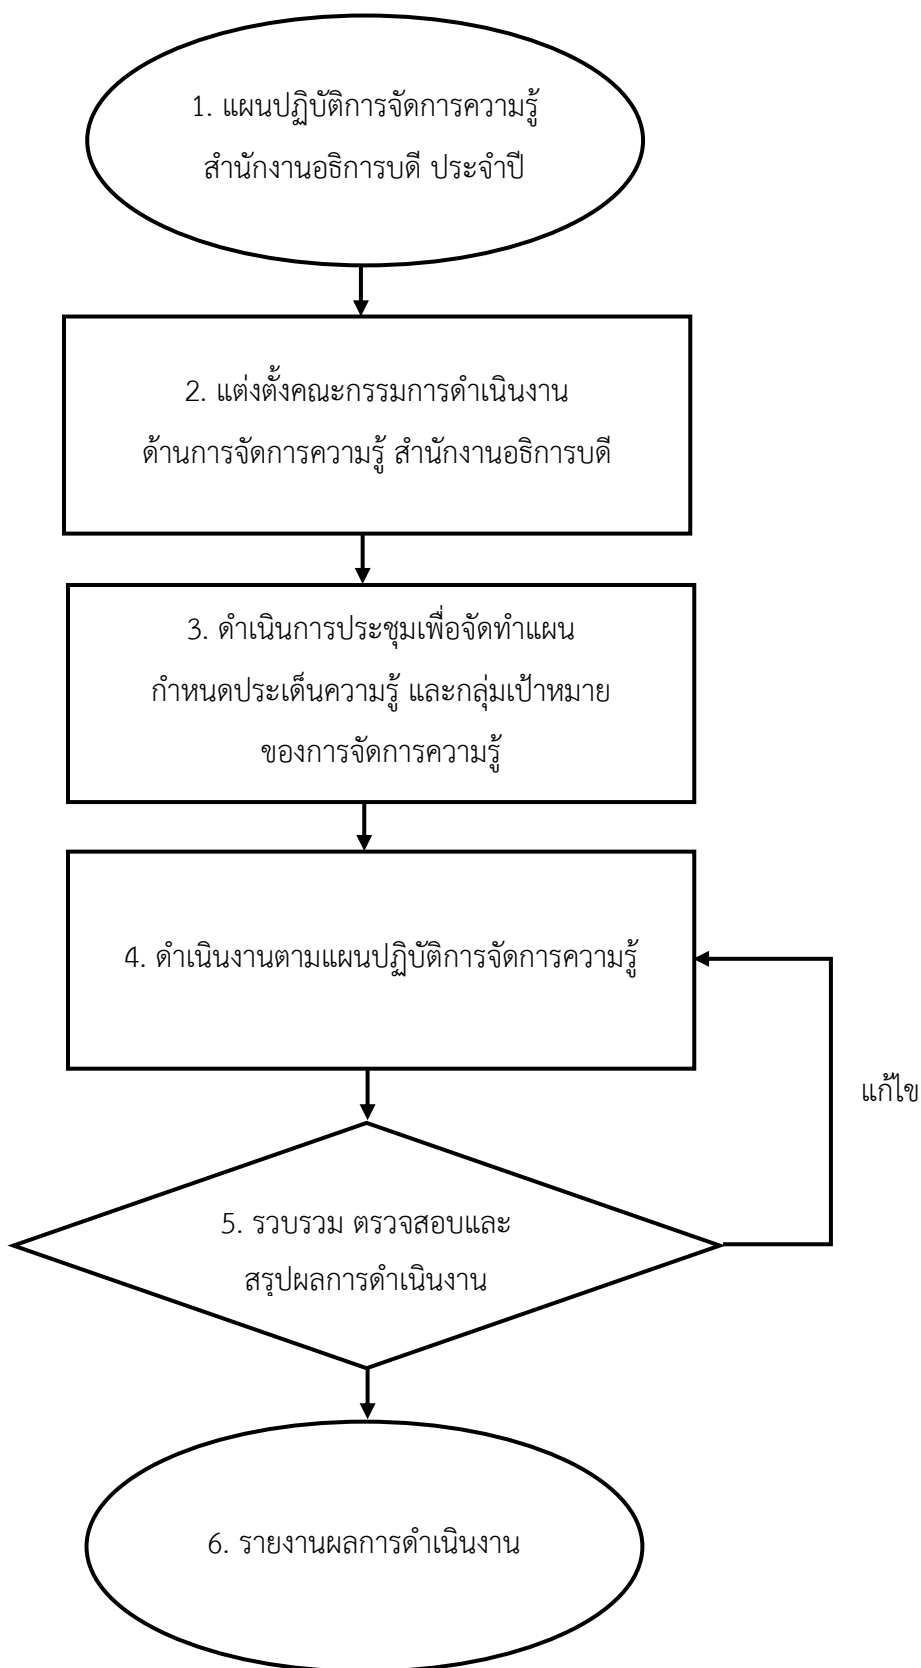 1. แผนปฏิบัติการจัดการความรู้
สำนักงานอธิการบดี ประจำปี
2. แต่งตั้งคณะกรรมการดำเนินงาน
ด้านการจัดการความรู้ สำนักงานอธิการบดี
3. ดำเนินการประชุมเพื่อจัดทำแผน
กำหนดประเด็นความรู้ และกลุ่มเป้าหมาย
ของการจัดการความรู้
4. ดำเนินงานตามแผนปฏิบัติการจัดการความรู้
แก้ไข
5. รวบรวม ตรวจสอบและ
สรุปผลการดำเนินงาน
6. รายงานผลการดำเนินงาน